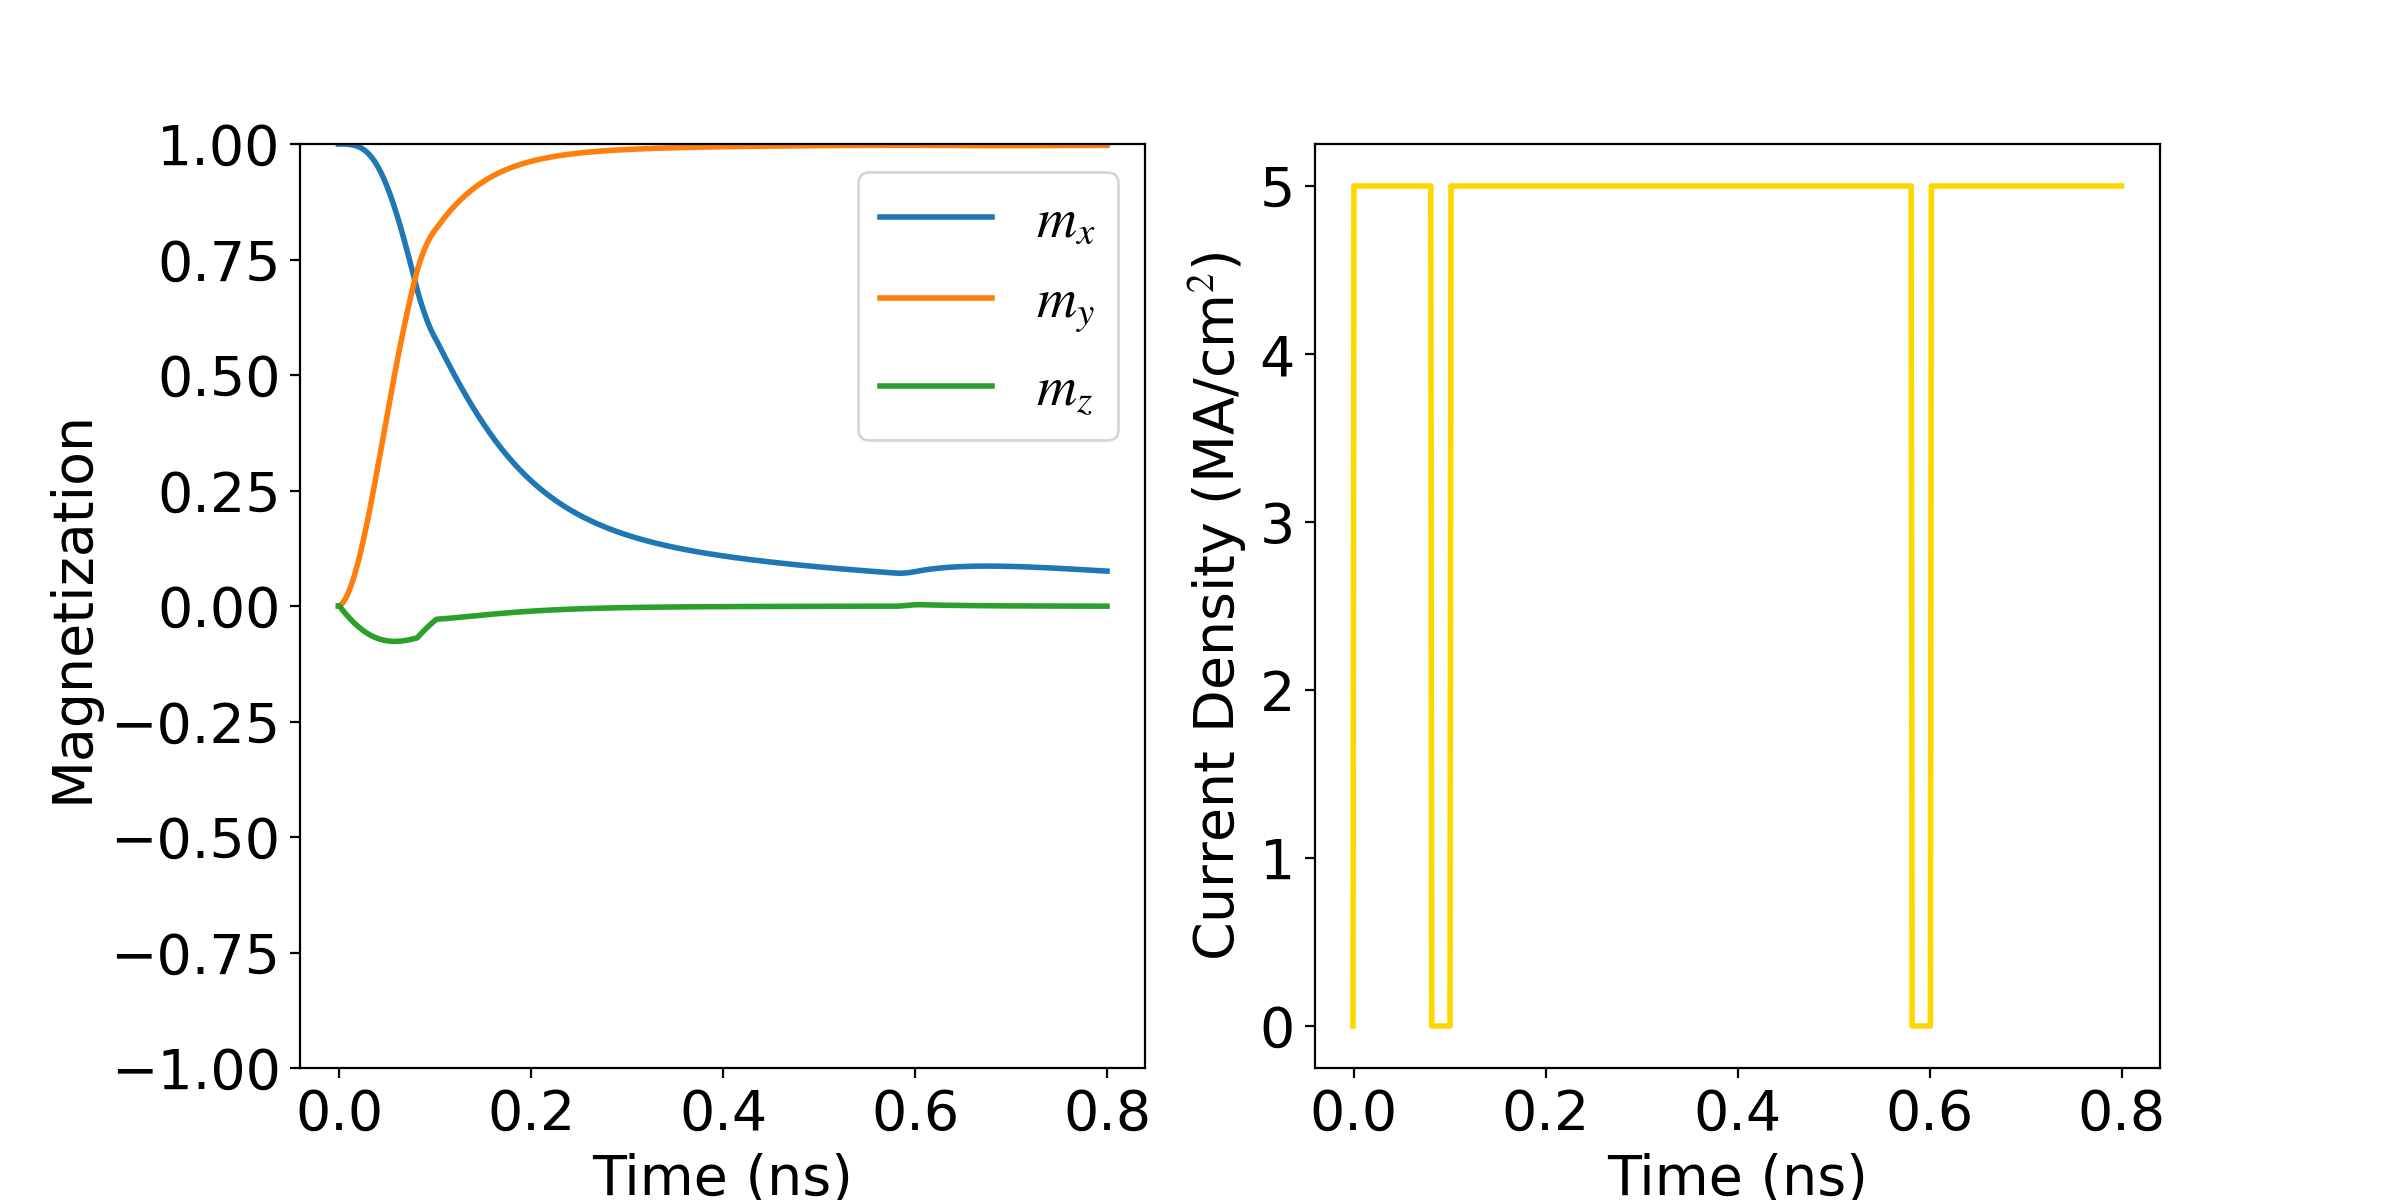 1.00
0.75
0.50
0.25
0.00
−0.25
−0.50
−0.75
−1.00
Magnetization
0.0 0.2 0.4 0.6 0.8
Time (ns)
m_x
m_y
m_z
5
4
3
2
1
0
Current Density (MA/cm²)
0.0 0.2 0.4 0.6 0.8
Time (ns)